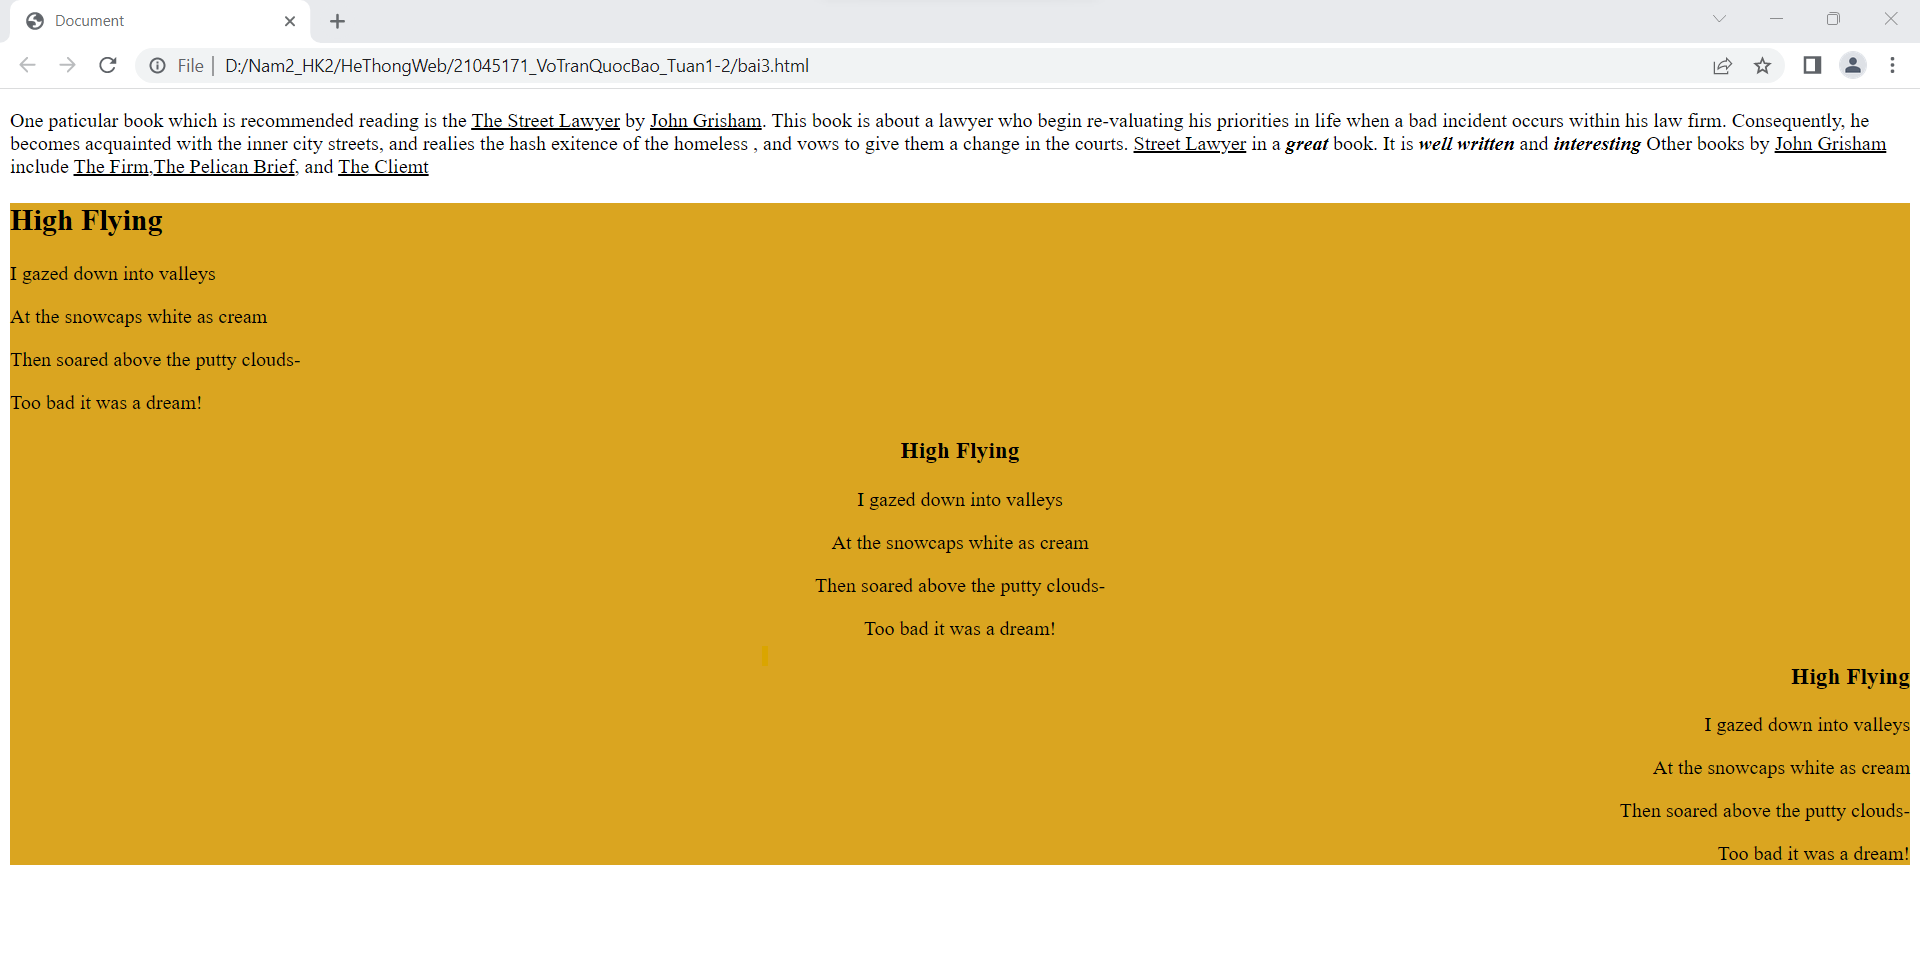 Document
File | D:/Nam2_HK2/HeThongWeb/21045171_VoTranQuocBao_Tuan1-2/bai3.html
One paticular book which is recommended reading is the The Street Lawyer by John Grisham. This book is about a lawyer who begin re-valuating his priorities in life when a bad incident occurs within his law firm. Consequently, he
becomes acquainted with the inner city streets, and realies the hash exitence of the homeless , and vows to give them a change in the courts. Street Lawyer in a great book. It is well written and interesting Other books by John Grisham
include The Firm,The Pelican Brief, and The Cliemt
High Flying
I gazed down into valleys
At the snowcaps white as cream
Then soared above the putty clouds-
Too bad it was a dream!
High Flying
I gazed down into valleys
At the snowcaps white as cream
Then soared above the putty clouds-
Too bad it was a dream!
High Flying
I gazed down into valleys
At the snowcaps white as cream
Then soared above the putty clouds-
Too bad it was a dream!